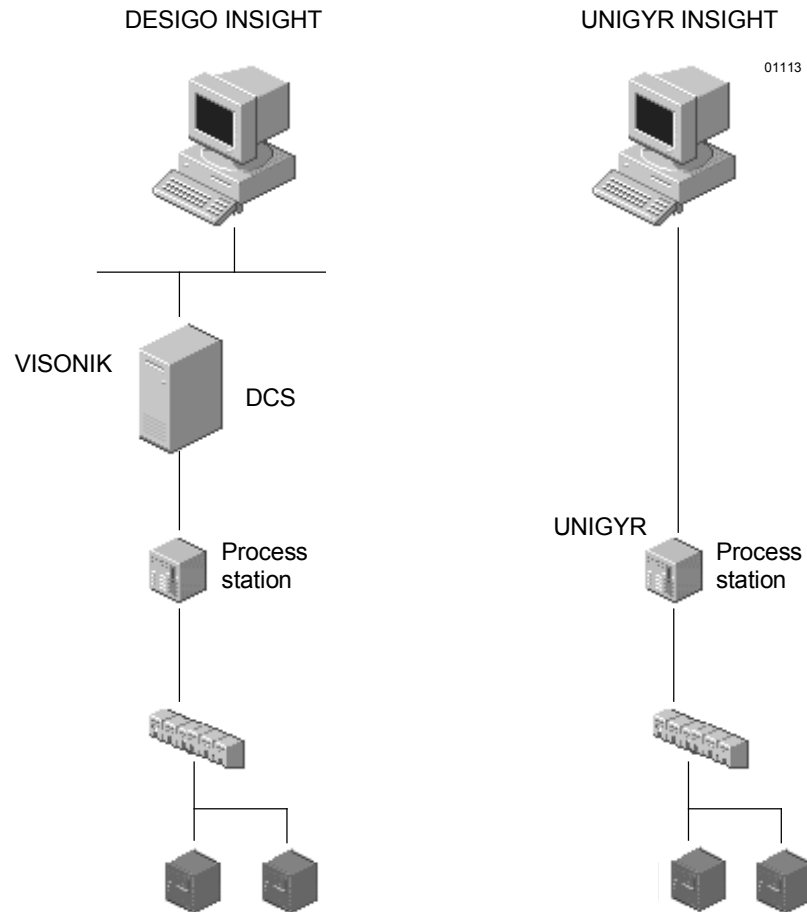 DESIGO INSIGHT
UNIGYR INSIGHT
01113
VISONIK
DCS
UNIGYR
Process
station
Process
station